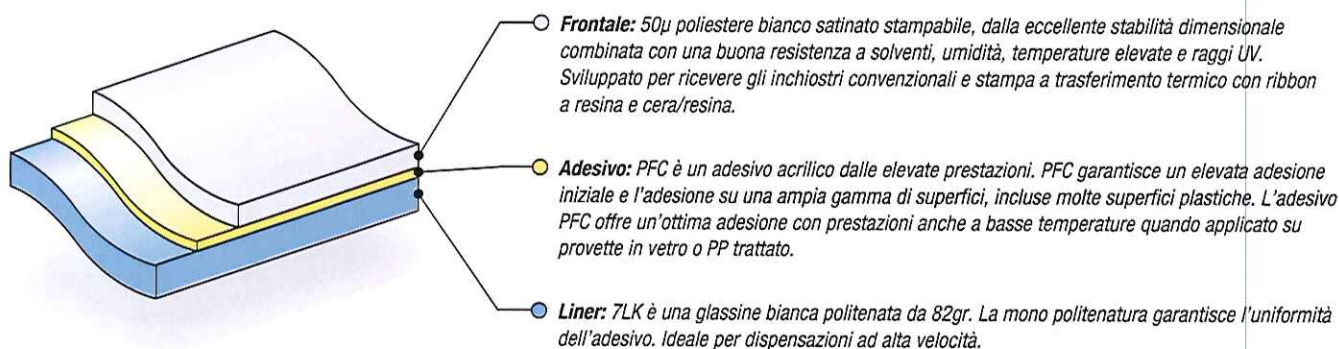 Frontale: 50µ poliestere bianco satinato stampabile, dalla eccellente stabilità dimensionale
combinata con una buona resistenza a solventi, umidità, temperature elevate e raggi UV.
Sviluppato per ricevere gli inchiostri convenzionali e stampa a trasferimento termico con ribbon
a resina e cera/resina.
Adesivo: PFC è un adesivo acrilico dalle elevate prestazioni. PFC garantisce un elevata adesione
iniziale e l'adesione su una ampia gamma di superfici, incluse molte superfici plastiche. L'adesivo
PFC offre un'ottima adesione con prestazioni anche a basse temperature quando applicato su
provette in vetro o PP trattato.
Liner: 7LK è una glassine bianca politenata da 82gr. La mono politenatura garantisce l'uniformità
dell'adesivo. Ideale per dispensazioni ad alta velocità.